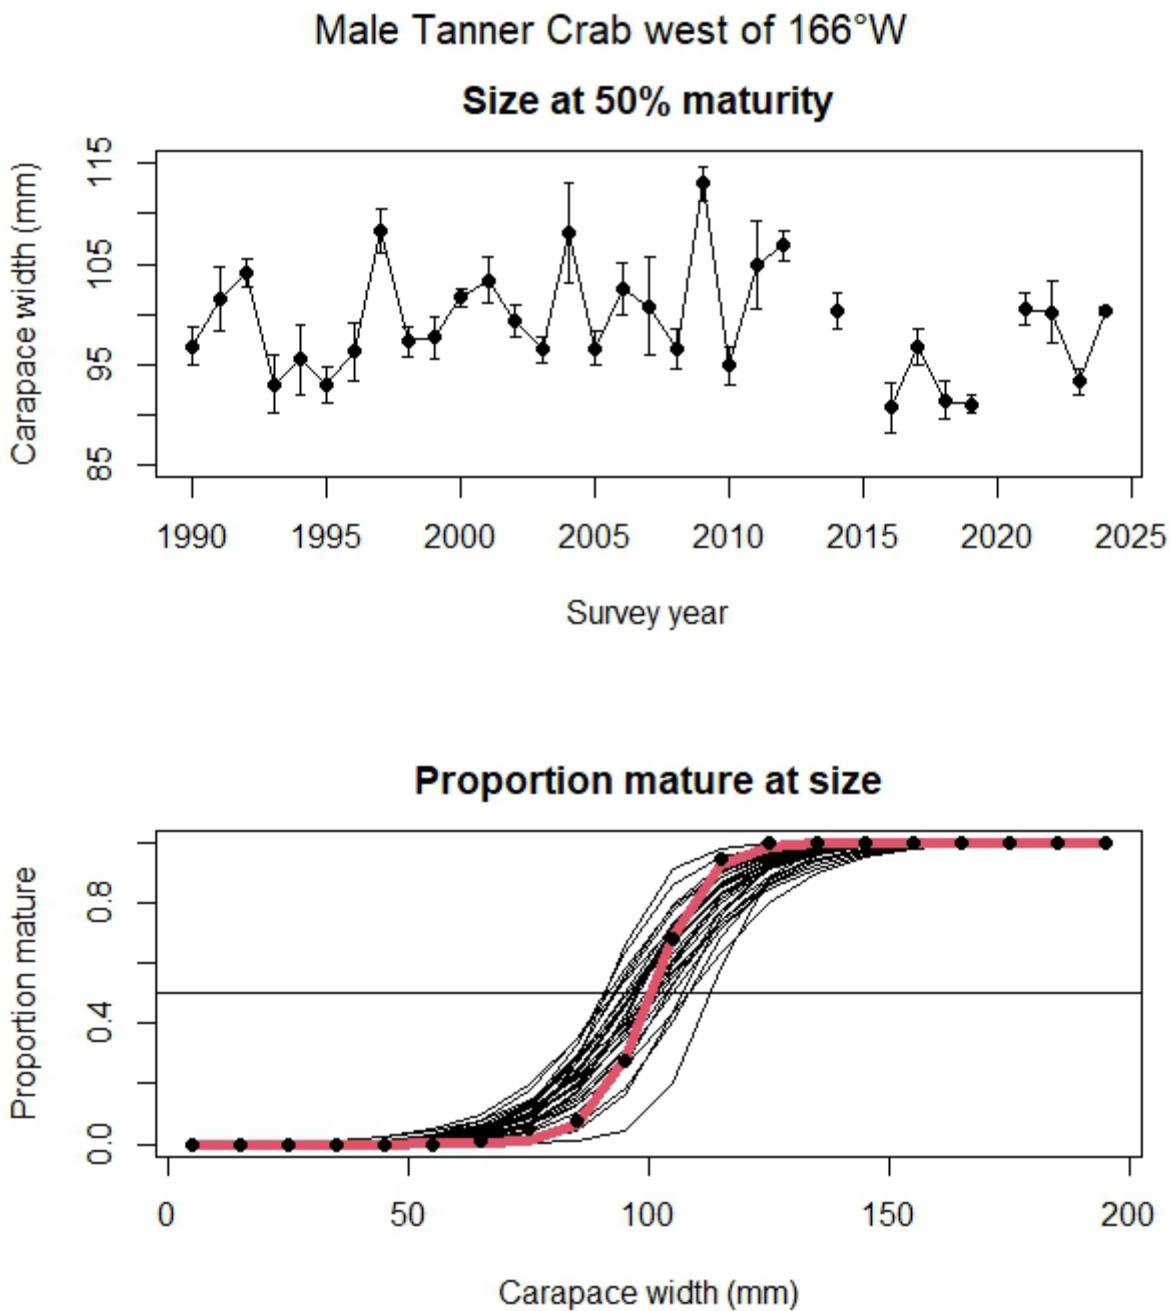 Male Tanner Crab west of 166°W
Size at 50% maturity
Carapace width (mm)
115
105
95
85
1990 1995 2000 2005 2010 2015 2020 2025
Survey year
Proportion mature at size
Proportion mature
0.8
0.4
0.0
0 50 100 150 200
Carapace width (mm)